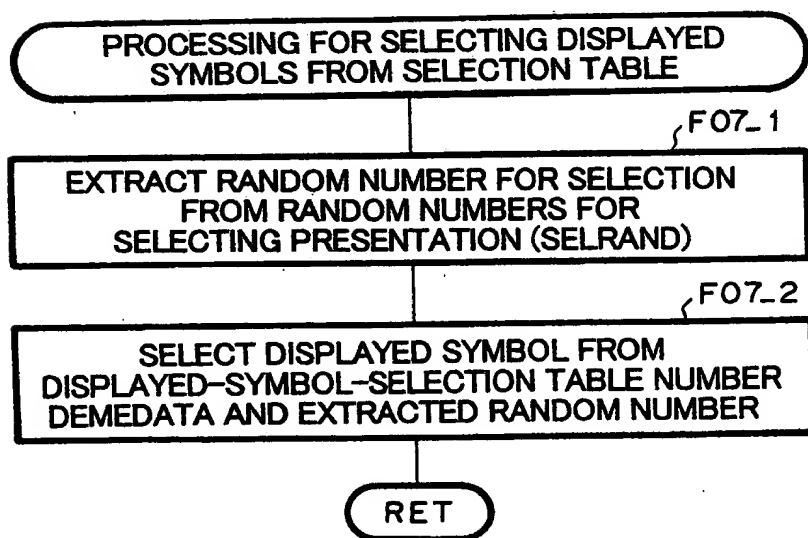 PROCESSING FOR SELECTING DISPLAYED
SYMBOLS FROM SELECTION TABLE
F07_1
EXTRACT RANDOM NUMBER FOR SELECTION
FROM RANDOM NUMBERS FOR
SELECTING PRESENTATION (SELRAND)
F07_2
SELECT DISPLAYED SYMBOL FROM
DISPLAYED-SYMBOL-SELECTION TABLE NUMBER
DEMEDATA AND EXTRACTED RANDOM NUMBER
RET